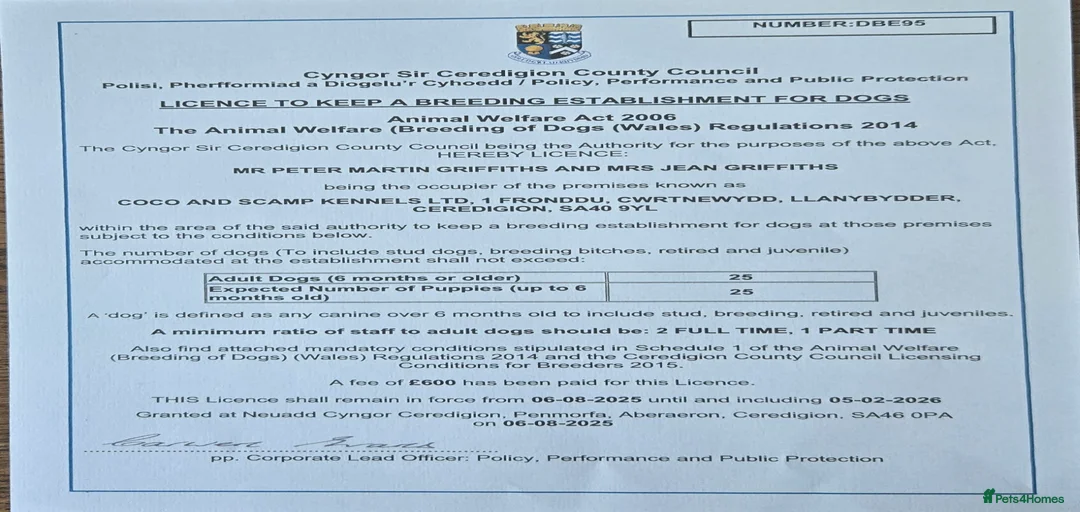 NUMBER:DBE95
Cyngor Sir Ceredigion County Council
Polisi, Pherfformiad a Diogelu'r Cyhoedd / Policy, Performance and Public Protection
LICENCE TO KEEP A BREEDING ESTABLISHMENT FOR DOGS
Animal Welfare Act 2006
The Animal Welfare (Breeding of Dogs (Wales) Regulations 2014
The Cyngor Sir Ceredigion County Council being the Authority for the purposes of the above Act,
HEREBY LICENCE:
MR PETER MARTIN GRIFFITHS AND MRS JEAN GRIFFITHS
being the occupier of the premises known as
COCO AND SCAMP KENNELS LTD, 1 FRONDDU, CWRTNEWYDD, LLANYBYDDER,
CEREDIGION, SA40 9YL
within the area of the said authority to keep a breeding establishment for dogs at those premises
subject to the conditions below.
The number of dogs (To include stud dogs, breeding bitches, retired and juvenile)
accommodated at the establishment shall not exceed:
Adult Dogs (6 months or older) 25
Expected Number of Puppies (up to 6
months old) 25
A 'dog' is defined as any canine over 6 months old to include stud, breeding, retired and juveniles.
A minimum ratio of staff to adult dogs should be: 2 FULL TIME, 1 PART TIME
Also find attached mandatory conditions stipulated in Schedule 1 of the Animal Welfare
(Breeding of Dogs) (Wales) Regulations 2014 and the Ceredigion County Council Licensing
Conditions for Breeders 2015.
A fee of £600 has been paid for this Licence.
THIS Licence shall remain in force from 06-08-2025 until and including 05-02-2026
Granted at Neuadd Cyngor Ceredigion, Penmorfa, Aberaeron, Ceredigion, SA46 0PA
on 06-08-2025
pp. Corporate Lead Officer: Policy, Performance and Public Protection
Pets4Homes